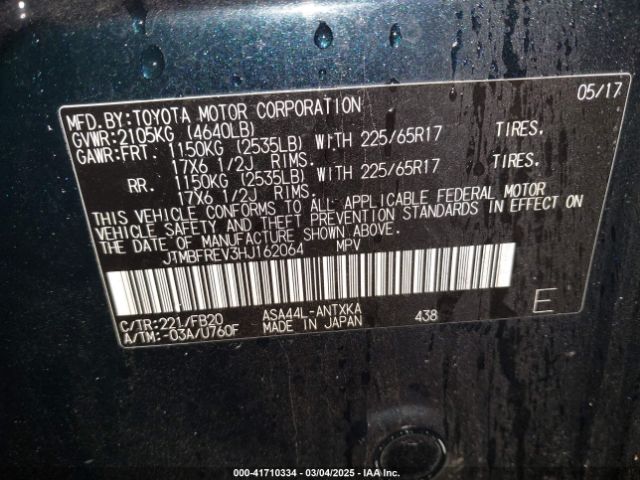 MFD.BY:TOYOTA MOTOR CORPORATION 05/17
GVWR:2105KG (4640LB)
GAWR:FRT. 1150KG (2535LB) WITH 225/65R17 TIRES.
17X6 1/2J RIMS.
RR. 1150KG (2535LB) WITH 225/65R17 TIRES.
17X6 1/2J RIMS.
THIS VEHICLE CONFORMS TO ALL APPLICABLE FEDERAL MOTOR
VEHICLE SAFETY AND THEFT PREVENTION STANDARDS IN EFFECT ON
THE DATE OF MANUFACTURE SHOWN ABOVE.
JTMBFREV3HJ162064 MPV
C/TR:221/FB20 ASA44L-ANTXKA 438 E
A/TM:-03A/U760F MADE IN JAPAN
000-41710334 | 03/04/2025 | IAA Inc.